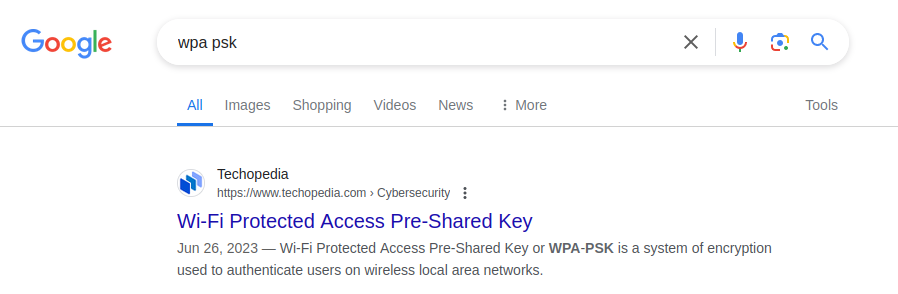 Google
wpa psk
All Images Shopping Videos News More Tools
Techopedia
https://www.techopedia.com › Cybersecurity
Wi-Fi Protected Access Pre-Shared Key
Jun 26, 2023 — Wi-Fi Protected Access Pre-Shared Key or WPA-PSK is a system of encryption
used to authenticate users on wireless local area networks.